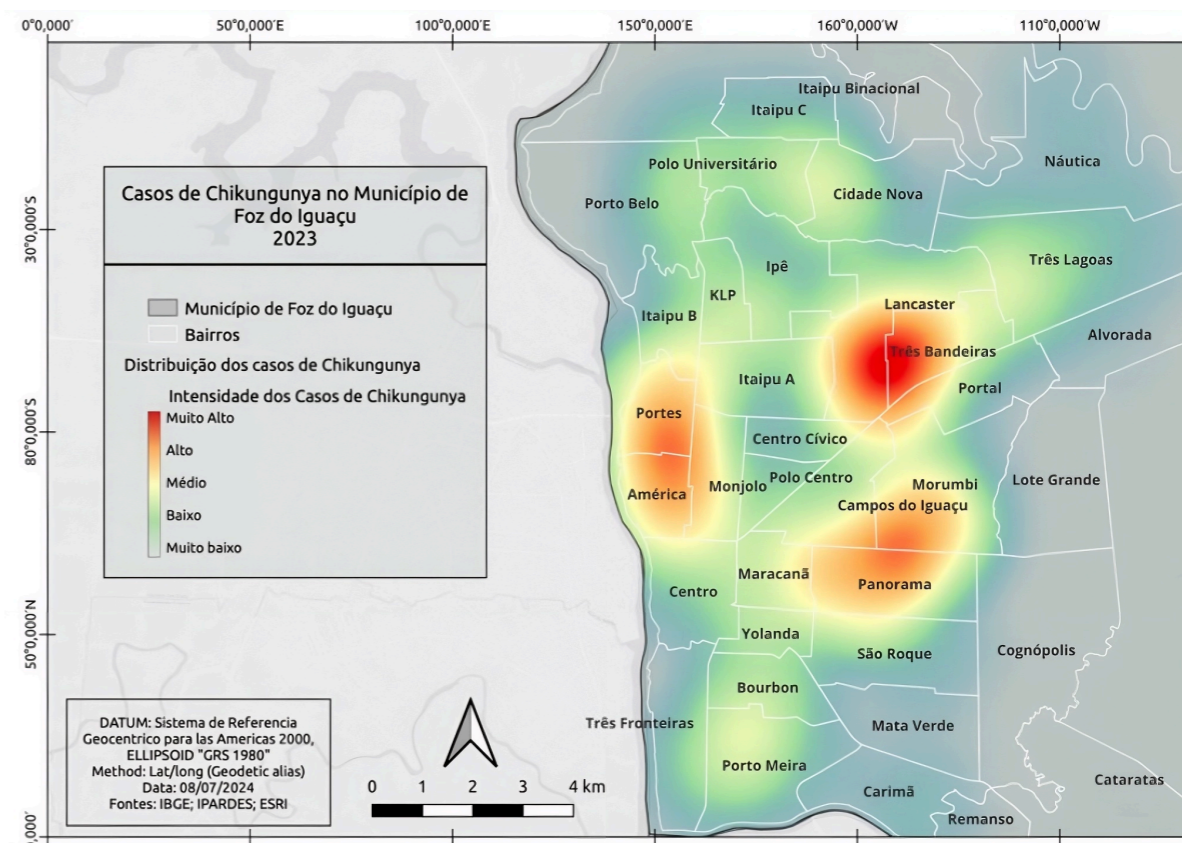 0°0,000′
50°0,000′E
100°0,000′E
150°0,000′E
160°0,000′E
110°0,000′W
30°0,000′S
80°0,000′S
50°0,000′N
Casos de Chikungunya no Município de
Foz do Iguaçu
2023
Município de Foz do Iguaçu
Bairros
Distribuição dos casos de Chikungunya
Intensidade dos Casos de Chikungunya
Muito Alto
Alto
Médio
Baixo
Muito baixo
DATUM: Sistema de Referencia
Geocentrico para las Americas 2000,
ELLIPSOID "GRS 1980"
Method: Lat/long (Geodetic alias)
Data: 08/07/2024
Fontes: IBGE; IPARDES; ESRI
0 1 2 3 4 km
Itaipu Binacional
Itaipu C
Polo Universitário
Náutica
Cidade Nova
Porto Belo
Três Lagoas
Ipê
KLP
Lancaster
Itaipu B
Alvorada
Três Bandeiras
Itaipu A
Portal
Portes
Centro Cívico
Polo Centro
Lote Grande
Monjolo
Morumbi
América
Campos do Iguaçu
Maracanã
Panorama
Centro
Yolanda
Cognópolis
São Roque
Bourbon
Três Fronteiras
Mata Verde
Porto Meira
Cataratas
Carimã
Remanso